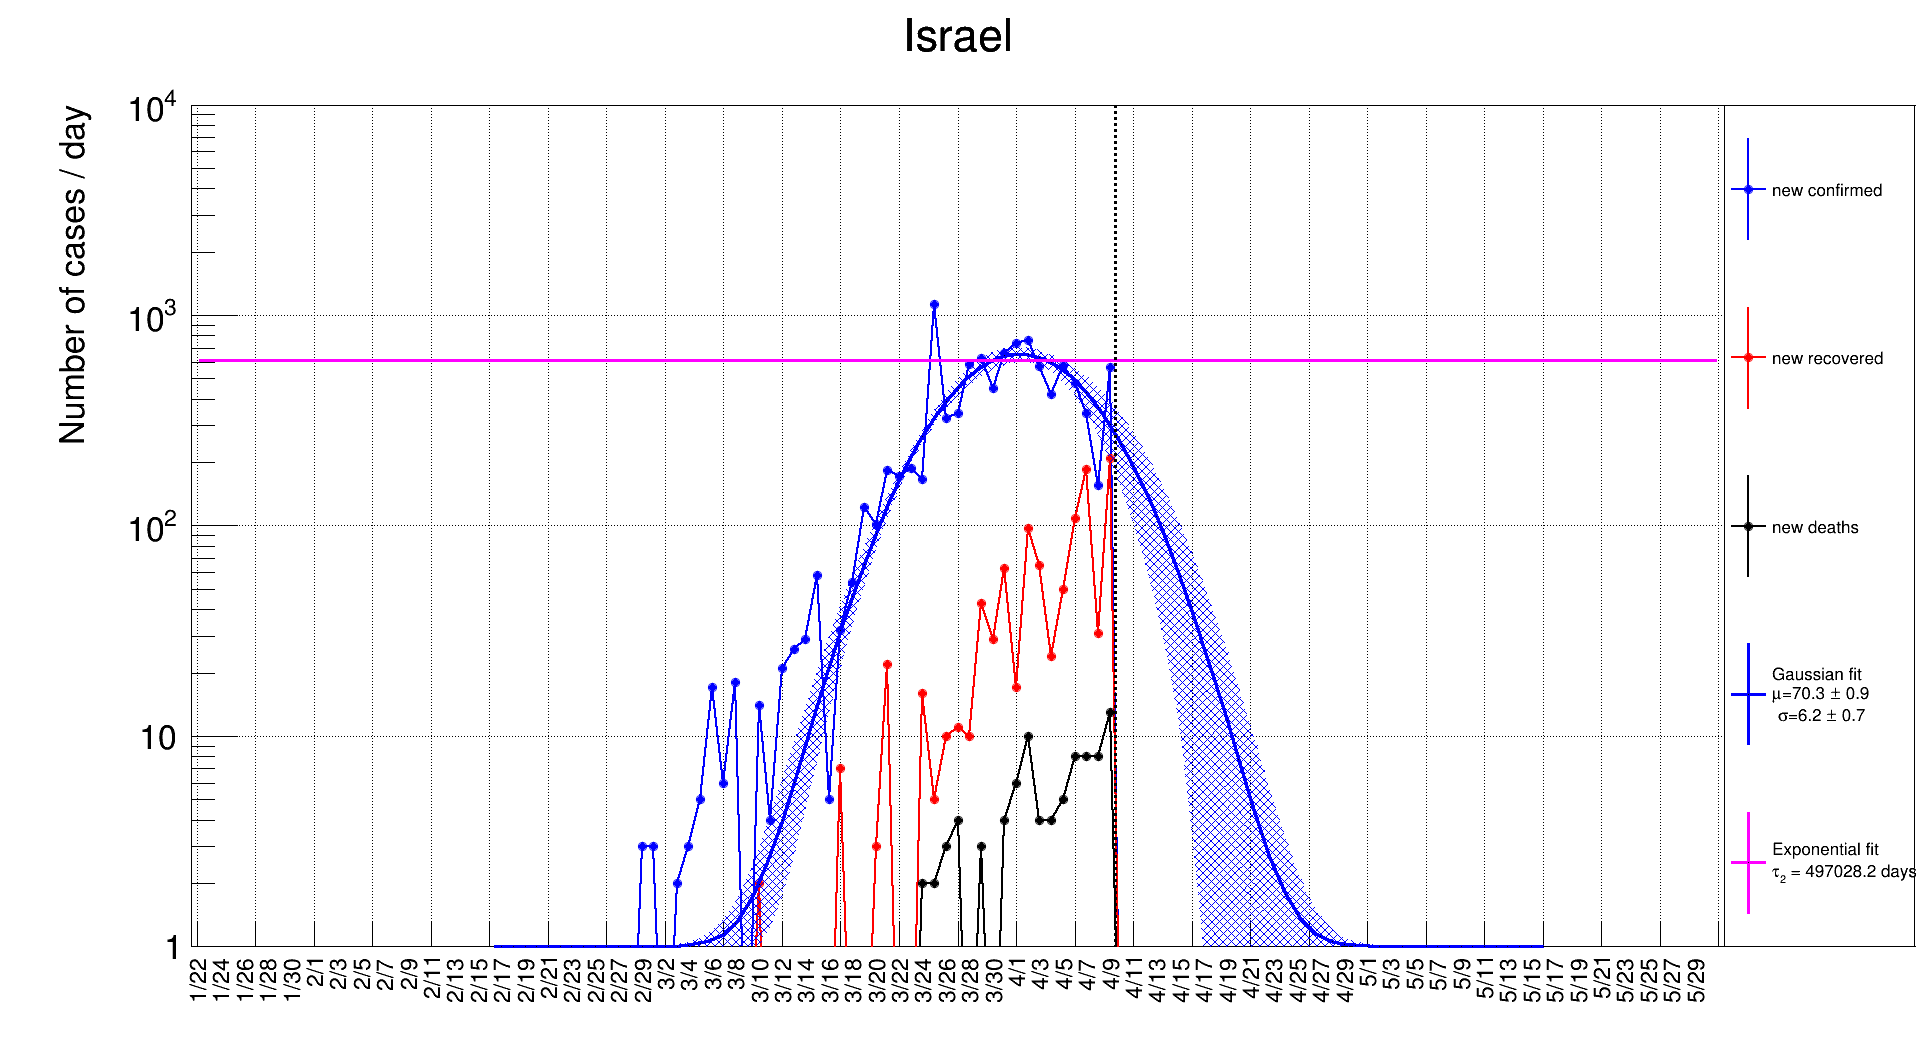 Israel
Number of cases / day
10⁴
10³
10²
10
1
1/22 1/24 1/26 1/28 1/30 2/1 2/3 2/5 2/7 2/9 2/11 2/13 2/15 2/17 2/19 2/21 2/23 2/25 2/27 2/29 3/2 3/4 3/6 3/8 3/10 3/12 3/14 3/16 3/18 3/20 3/22 3/24 3/26 3/28 3/30 4/1 4/3 4/5 4/7 4/9 4/11 4/13 4/15 4/17 4/19 4/21 4/23 4/25 4/27 4/29 5/1 5/3 5/5 5/7 5/9 5/11 5/13 5/15 5/17 5/19 5/21 5/23 5/25 5/27 5/29
new confirmed
new recovered
new deaths
Gaussian fit
μ=70.3 ± 0.9
σ=6.2 ± 0.7
Exponential fit
τ₂ = 497028.2 days